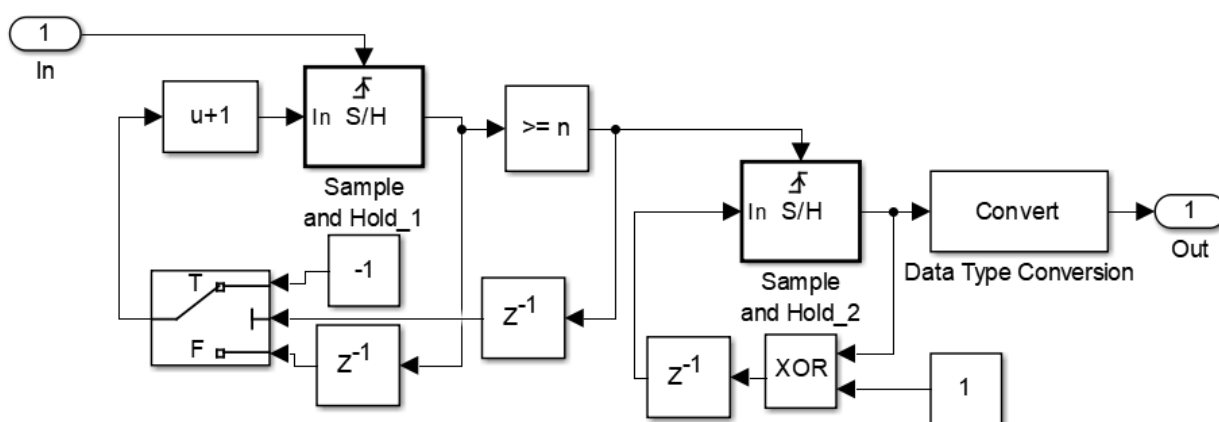 1
In
u+1
In S/H
Sample
and Hold_1
>= n
-1
T
F
Z-1
Z-1
In S/H
Sample
and Hold_2
Z-1
XOR
1
Convert
Data Type Conversion
1
Out